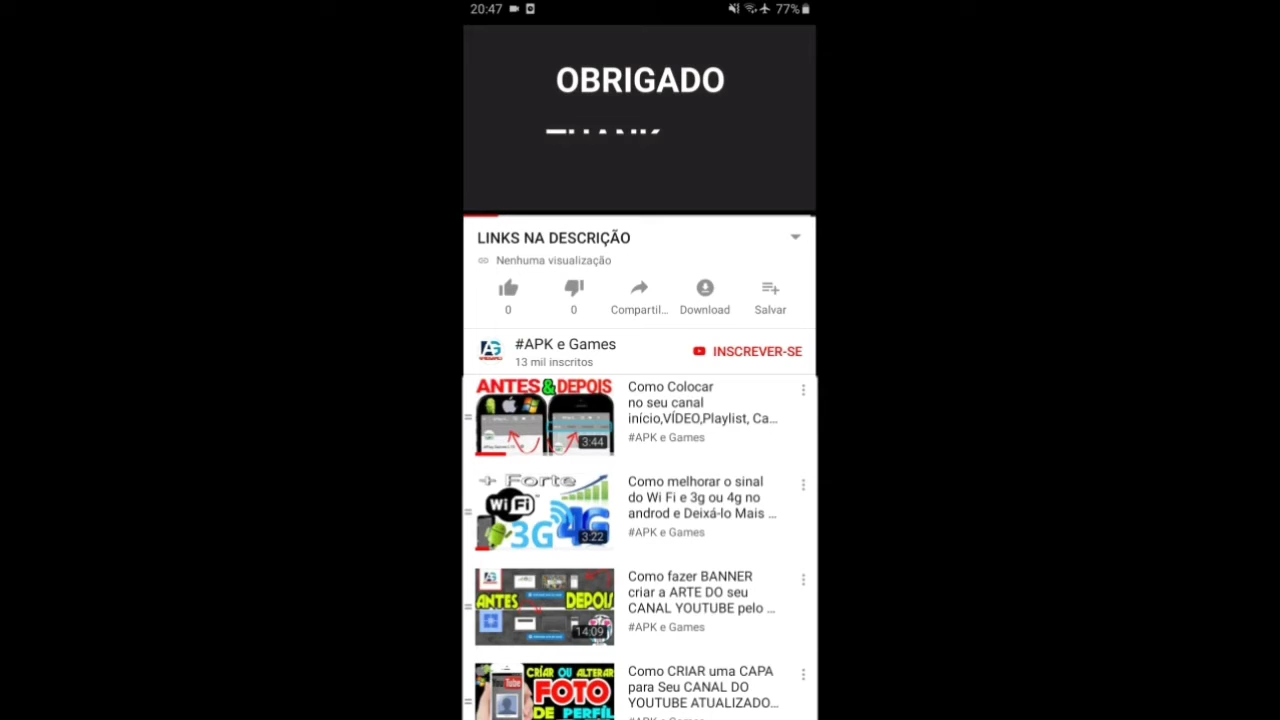 20:47
77%
OBRIGADO
LINKS NA DESCRIÇÃO
Nenhuma visualização
0
0
Compartil...
Download
Salvar
#APK e Games
13 mil inscritos
INSCREVER-SE
ANTES & DEPOIS
3:44
Como Colocar
no seu canal
início,VÍDEO,Playlist, Ca...
#APK e Games
+ Forte
Wi Fi
3G 4G
3:22
Como melhorar o sinal
do Wi Fi e 3g ou 4g no
androd e Deixá-lo Mais ...
#APK e Games
ANTES DEPOIS
14:09
Como fazer BANNER
criar a ARTE DO seu
CANAL YOUTUBE pelo ...
#APK e Games
CRÍAR OU ALTERAR
YouTube
FOTO
DE PERFÍL
Como CRIAR uma CAPA
para Seu CANAL DO
YOUTUBE ATUALIZADO...